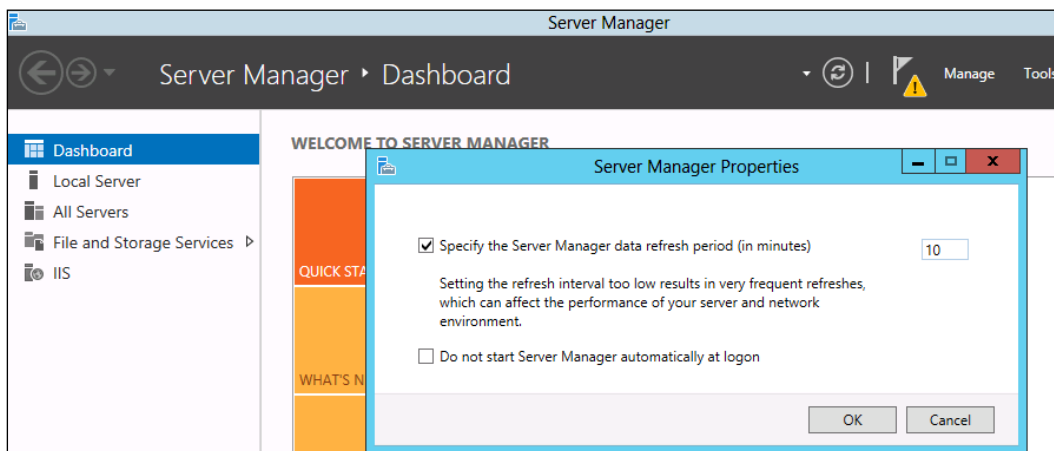 Server Manager
Server Manager ‣ Dashboard
Manage
Tools
Dashboard
Local Server
All Servers
File and Storage Services
IIS
WELCOME TO SERVER MANAGER
Server Manager Properties
Specify the Server Manager data refresh period (in minutes)
10
Setting the refresh interval too low results in very frequent refreshes,
which can affect the performance of your server and network
environment.
Do not start Server Manager automatically at logon
OK
Cancel
QUICK STA
WHAT'S N